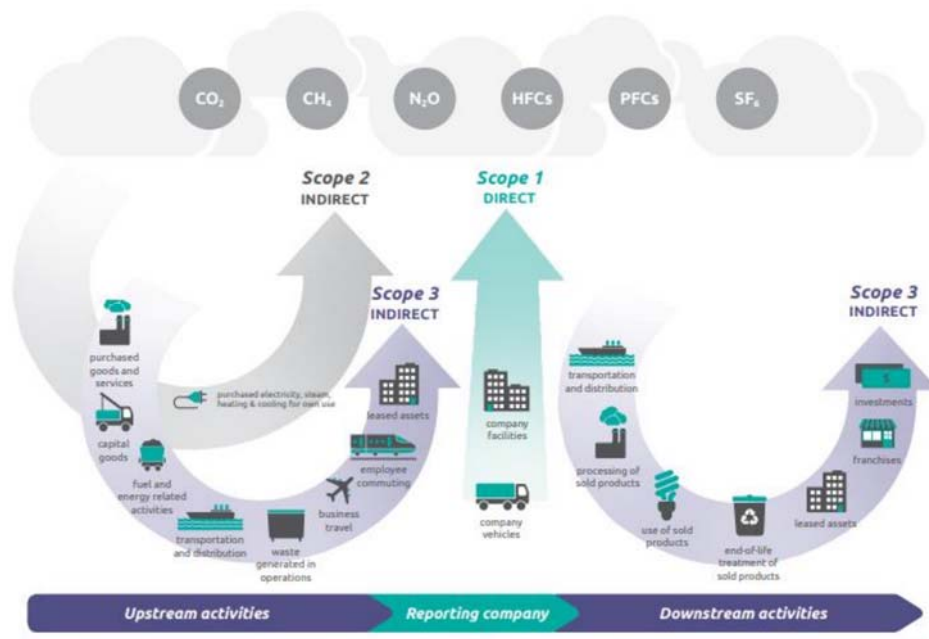 CO₂
CH₄
N₂O
HFCs
PFCs
SF₆
Scope 2
INDIRECT
Scope 1
DIRECT
Scope 3
INDIRECT
Scope 3
INDIRECT
purchased
goods and
services
capital
goods
fuel and
energy related
activities
transportation
and distribution
waste
generated in
operations
business
travel
employee
commuting
leased assets
purchased electricity, steam,
heating & cooling for own use
company
facilities
company
vehicles
transportation
and distribution
processing of
sold products
use of sold
products
end-of-life
treatment of
sold products
leased assets
franchises
$
investments
Upstream activities
Reporting company
Downstream activities